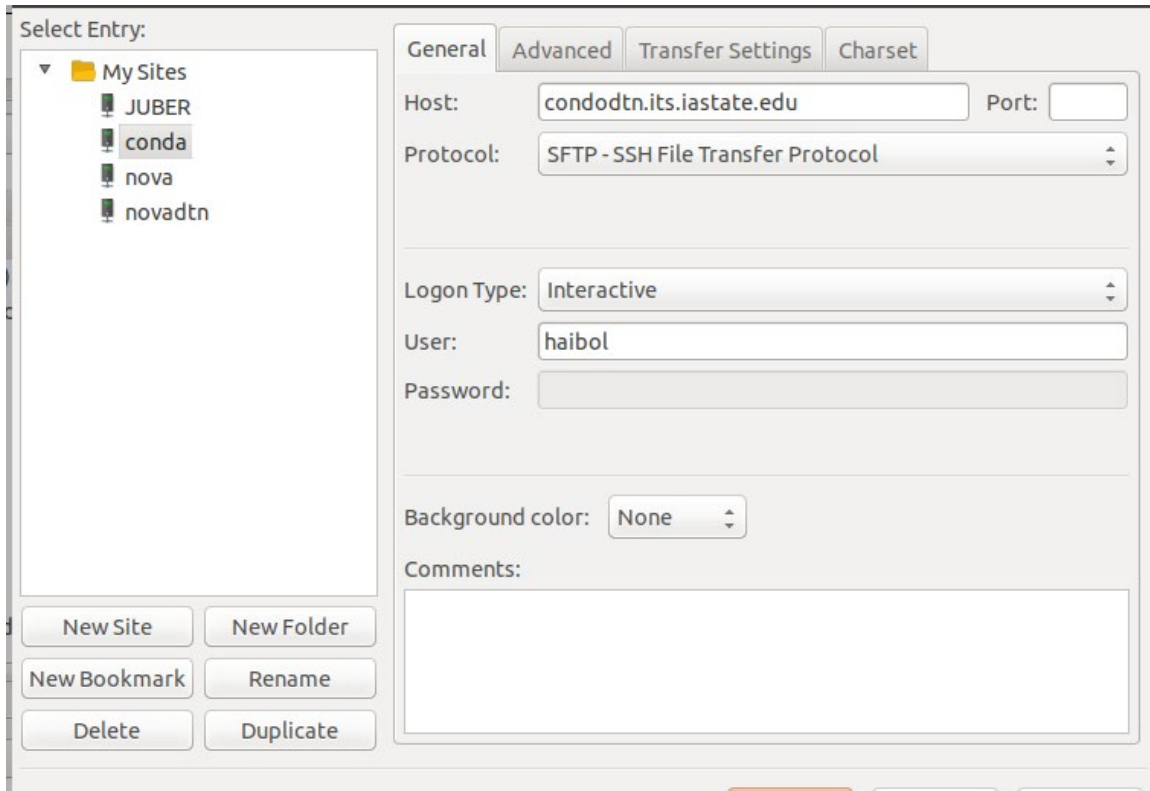 Select Entry:
My Sites
JUBER
conda
nova
novadtn
New Site
New Folder
New Bookmark
Rename
Delete
Duplicate
General
Advanced
Transfer Settings
Charset
Host:
condodtn.its.iastate.edu
Port:
Protocol:
SFTP - SSH File Transfer Protocol
Logon Type:
Interactive
User:
haibol
Password:
Background color:
None
Comments: